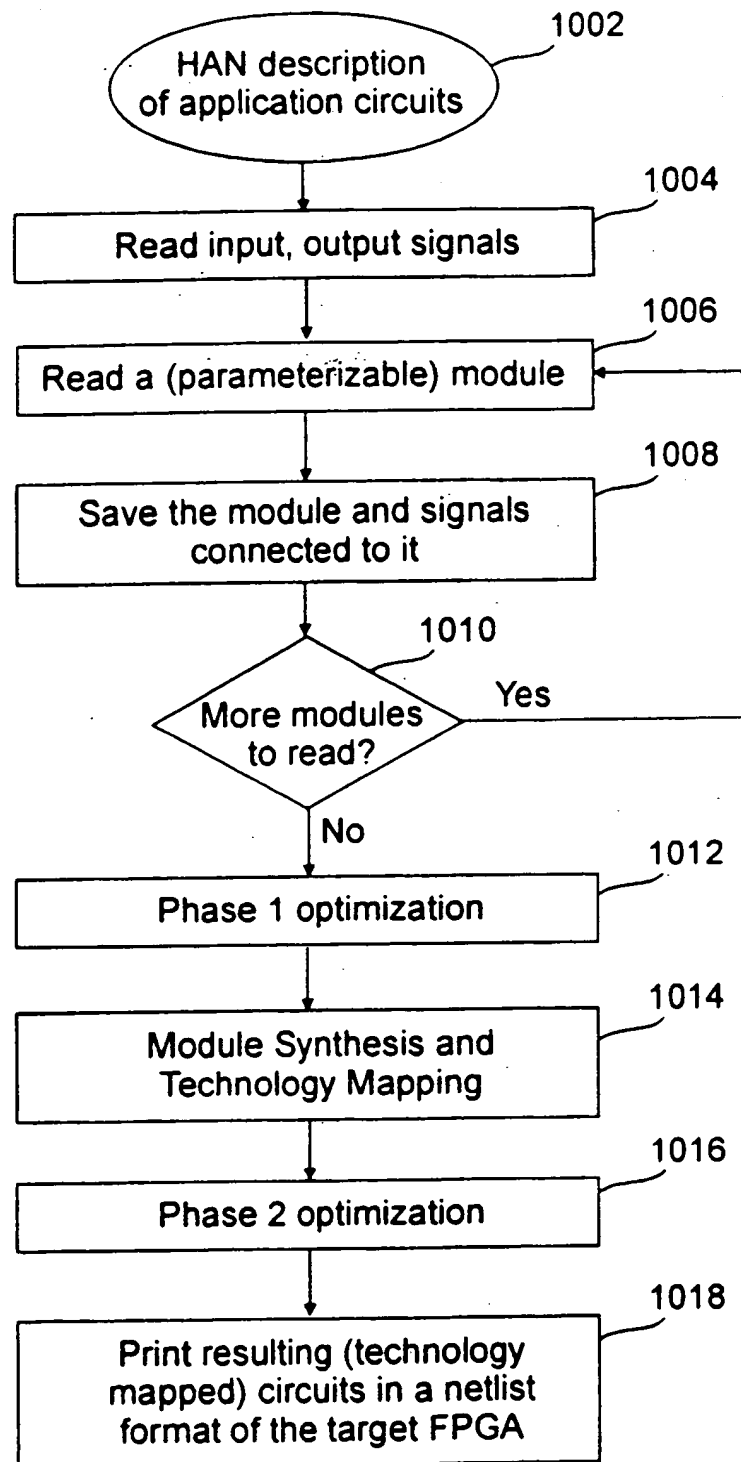 1002
HAN description
of application circuits
1004
Read input, output signals
1006
Read a (parameterizable) module
1008
Save the module and signals
connected to it
1010
More modules
to read?
Yes
No
1012
Phase 1 optimization
1014
Module Synthesis and
Technology Mapping
1016
Phase 2 optimization
1018
Print resulting (technology
mapped) circuits in a netlist
format of the target FPGA